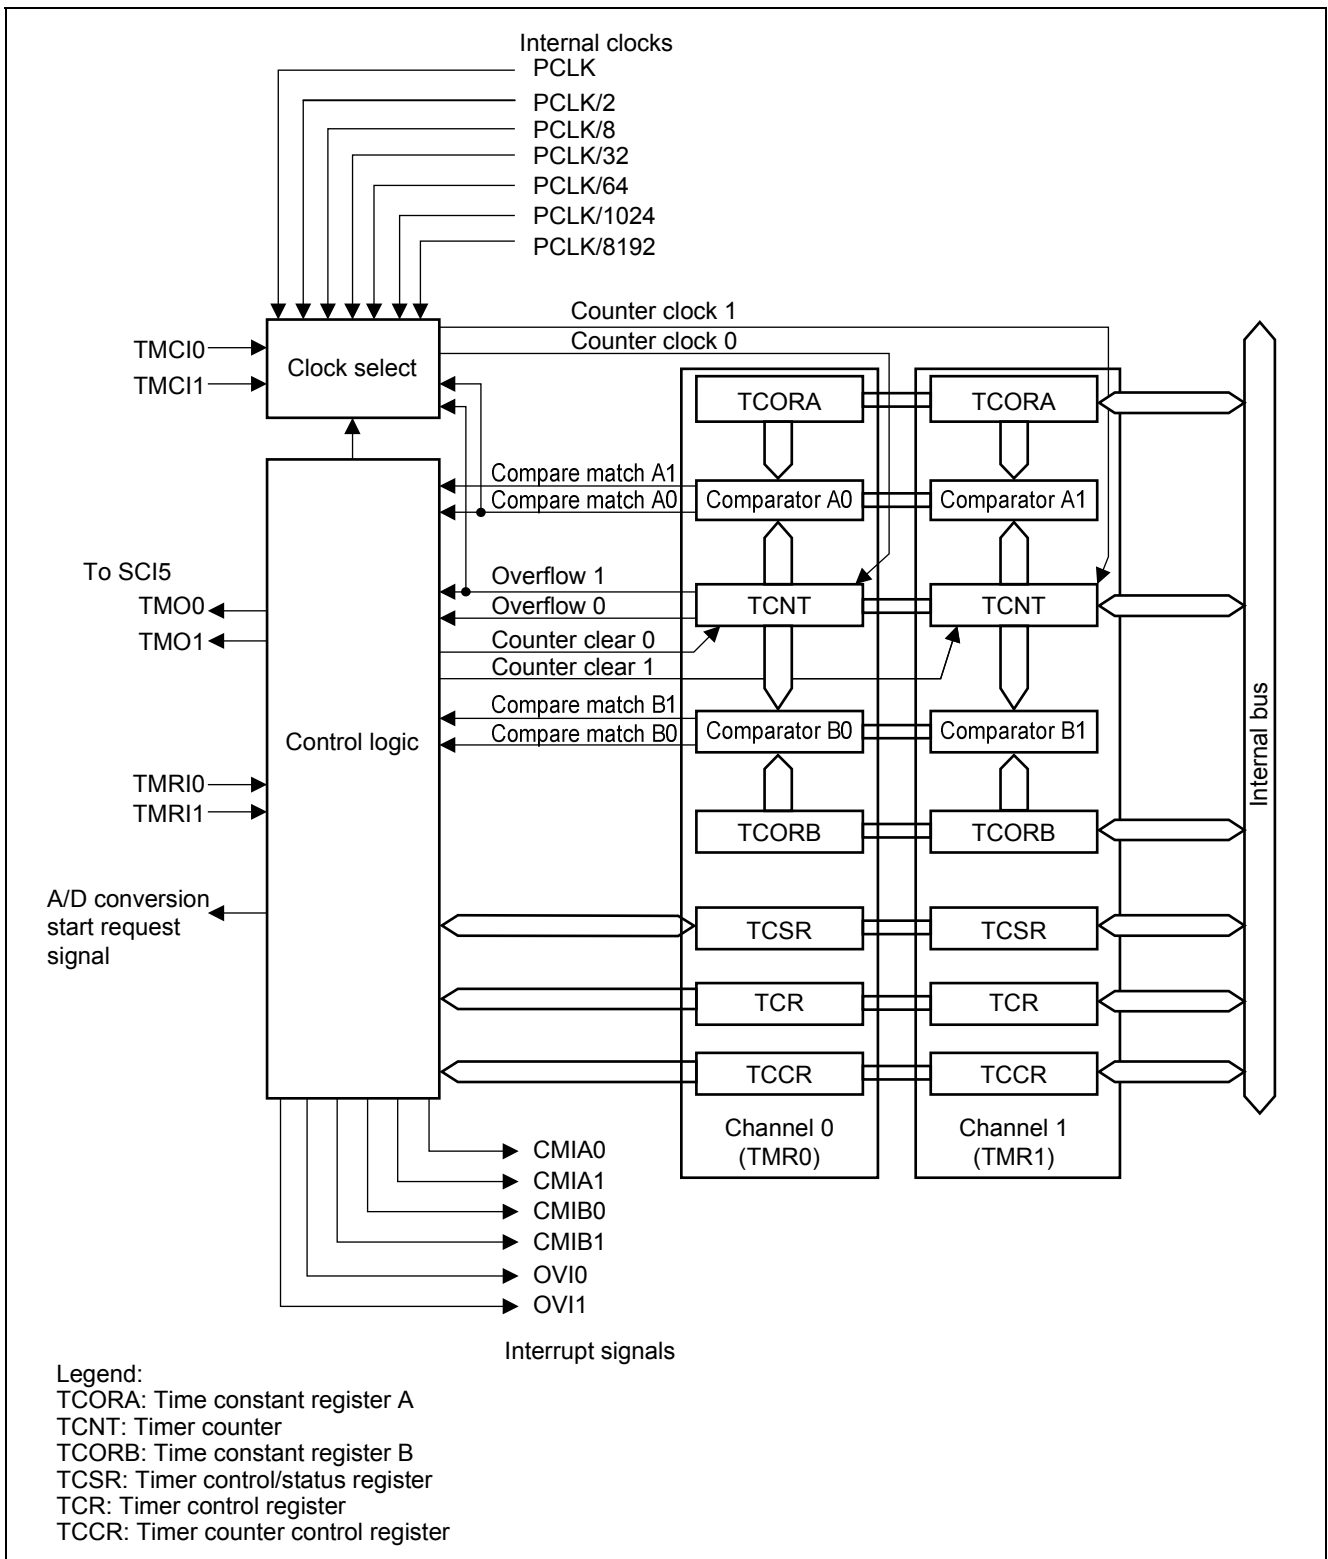 Internal clocks
PCLK
PCLK/2
PCLK/8
PCLK/32
PCLK/64
PCLK/1024
PCLK/8192
Counter clock 1
Counter clock 0
TMCI0
TMCI1
Clock select
TCORA
TCORA
Compare match A1
Compare match A0
Comparator A0
Comparator A1
To SCI5
TMO0
TMO1
Overflow 1
Overflow 0
TCNT
TCNT
Counter clear 0
Counter clear 1
Compare match B1
Compare match B0
Comparator B0
Comparator B1
Control logic
Internal bus
TMRI0
TMRI1
TCORB
TCORB
A/D conversion
start request
signal
TCSR
TCSR
TCR
TCR
TCCR
TCCR
Channel 0
(TMR0)
Channel 1
(TMR1)
CMIA0
CMIA1
CMIB0
CMIB1
OVI0
OVI1
Interrupt signals
Legend:
TCORA: Time constant register A
TCNT: Timer counter
TCORB: Time constant register B
TCSR: Timer control/status register
TCR: Timer control register
TCCR: Timer counter control register